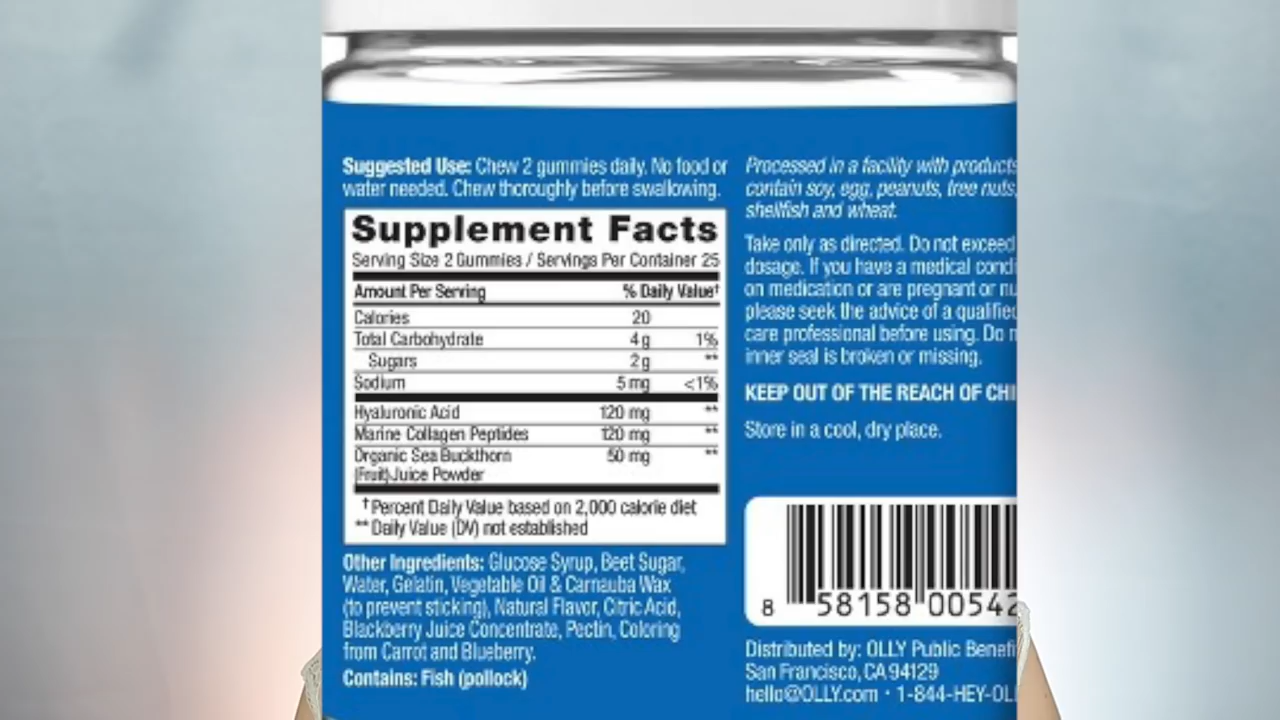 Suggested Use: Chew 2 gummies daily. No food or
water needed. Chew thoroughly before swallowing.
Supplement Facts
Serving Size 2 Gummies / Servings Per Container 25
Amount Per Serving % Daily Value†
Calories 20
Total Carbohydrate 4 g 1%
Sugars 2 g **
Sodium 5 mg <1%
Hyaluronic Acid 120 mg **
Marine Collagen Peptides 120 mg **
Organic Sea Buckthorn 50 mg **
(Fruit) Juice Powder
† Percent Daily Value based on 2,000 calorie diet
** Daily Value (DV) not established
Other Ingredients: Glucose Syrup, Beet Sugar,
Water, Gelatin, Vegetable Oil & Carnauba Wax
(to prevent sticking), Natural Flavor, Citric Acid,
Blackberry Juice Concentrate, Pectin, Coloring
from Carrot and Blueberry.
Contains: Fish (pollock)
Processed in a facility with products
contain soy, egg, peanuts, tree nuts,
shellfish and wheat.
Take only as directed. Do not exceed
dosage. If you have a medical
on medication or are pregnant or
please seek the advice of a qualified
care professional before using. Do
inner seal is broken or missing.
KEEP OUT OF THE REACH OF
Store in a cool, dry place.
8 58158 00542
Distributed by: OLLY Public
San Francisco, CA 94129
hello@OLLY.com • 1-844-HEY-